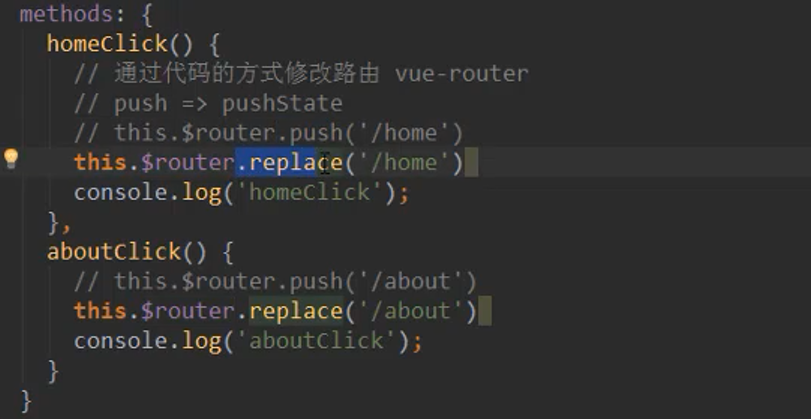 methods: {
homeClick() {
// 通过代码的方式修改路由 vue-router
// push => pushState
// this.$router.push('/home')
this.$router.replace('/home')
console.log('homeClick');
},
aboutClick() {
// this.$router.push('/about')
this.$router.replace('/about')
console.log('aboutClick');
}
}